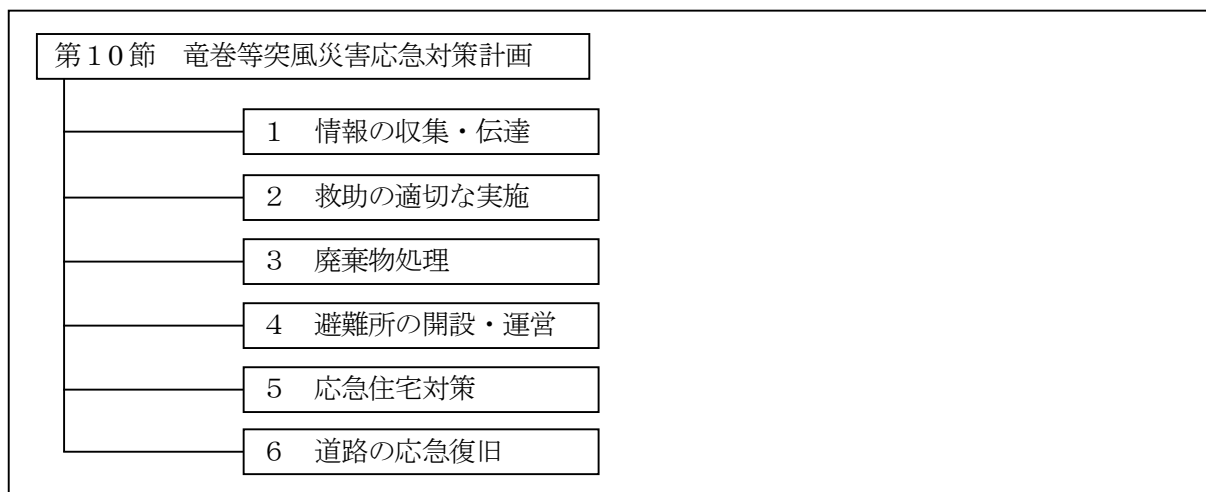 第１０節　竜巻等突風災害応急対策計画
１　情報の収集・伝達
２　救助の適切な実施
３　廃棄物処理
４　避難所の開設・運営
５　応急住宅対策
６　道路の応急復旧